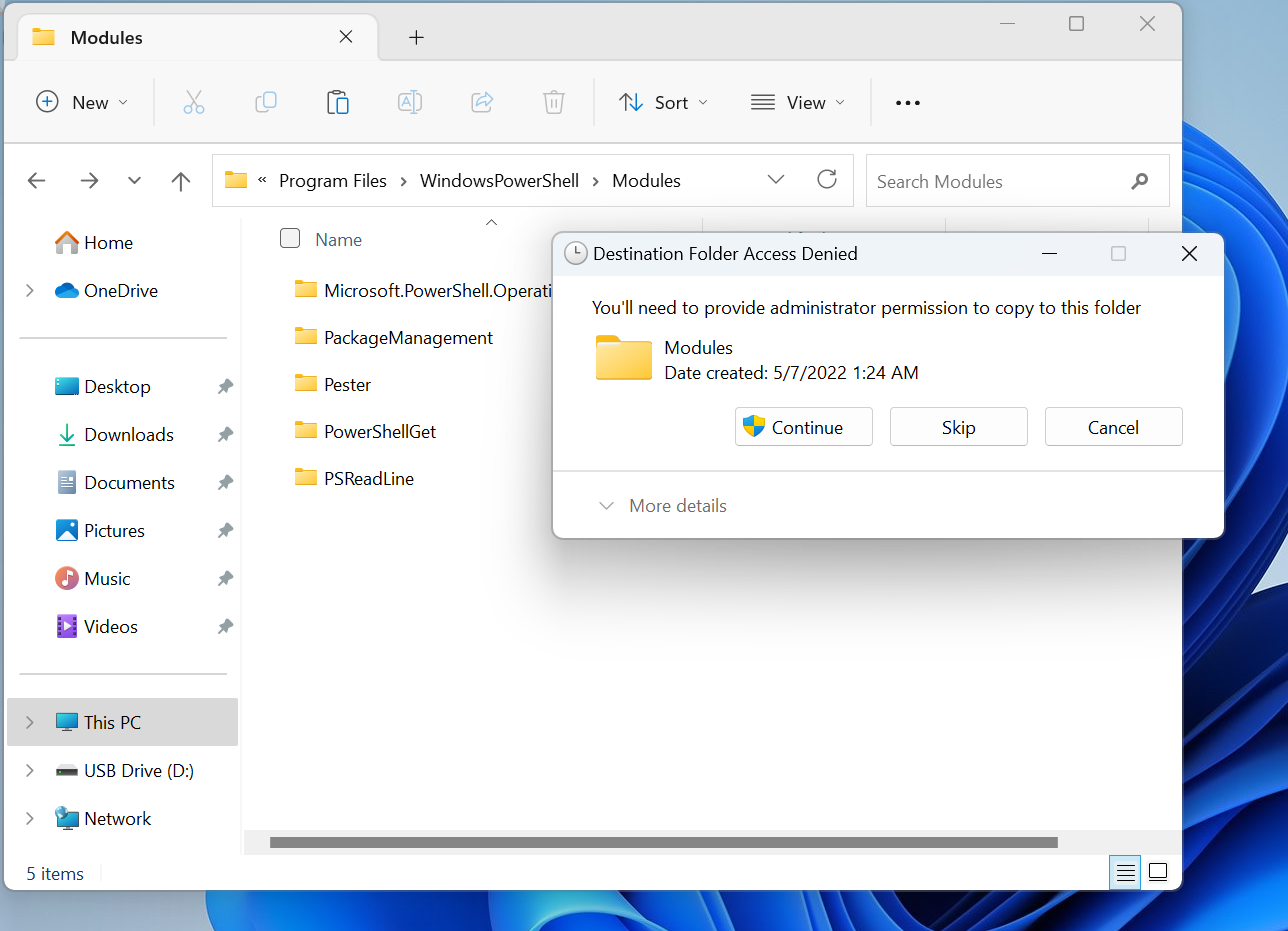 Modules
New
Sort
View
« Program Files > WindowsPowerShell > Modules
Search Modules
Home
OneDrive
Desktop
Downloads
Documents
Pictures
Music
Videos
This PC
USB Drive (D:)
Network
Name
Microsoft.PowerShell.Operati
PackageManagement
Pester
PowerShellGet
PSReadLine
Destination Folder Access Denied
You'll need to provide administrator permission to copy to this folder
Modules
Date created: 5/7/2022 1:24 AM
Continue
Skip
Cancel
More details
5 items